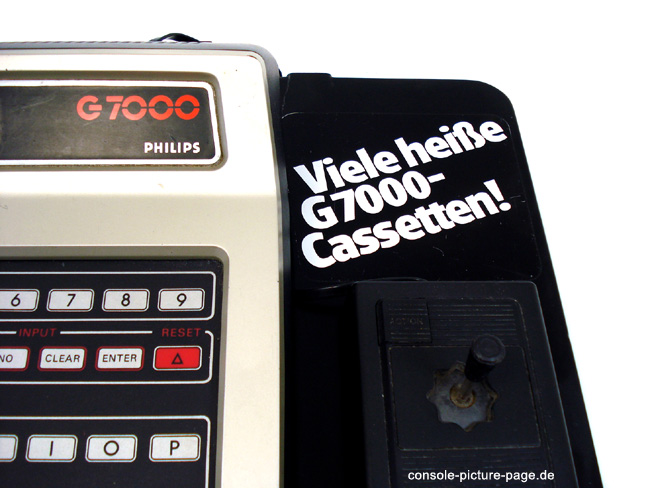 G7000
PHILIPS
Viele heiße
G7000-
Cassetten!
6 7 8 9
INPUT RESET
NO CLEAR ENTER
I O P
ACTION
console-picture-page.de